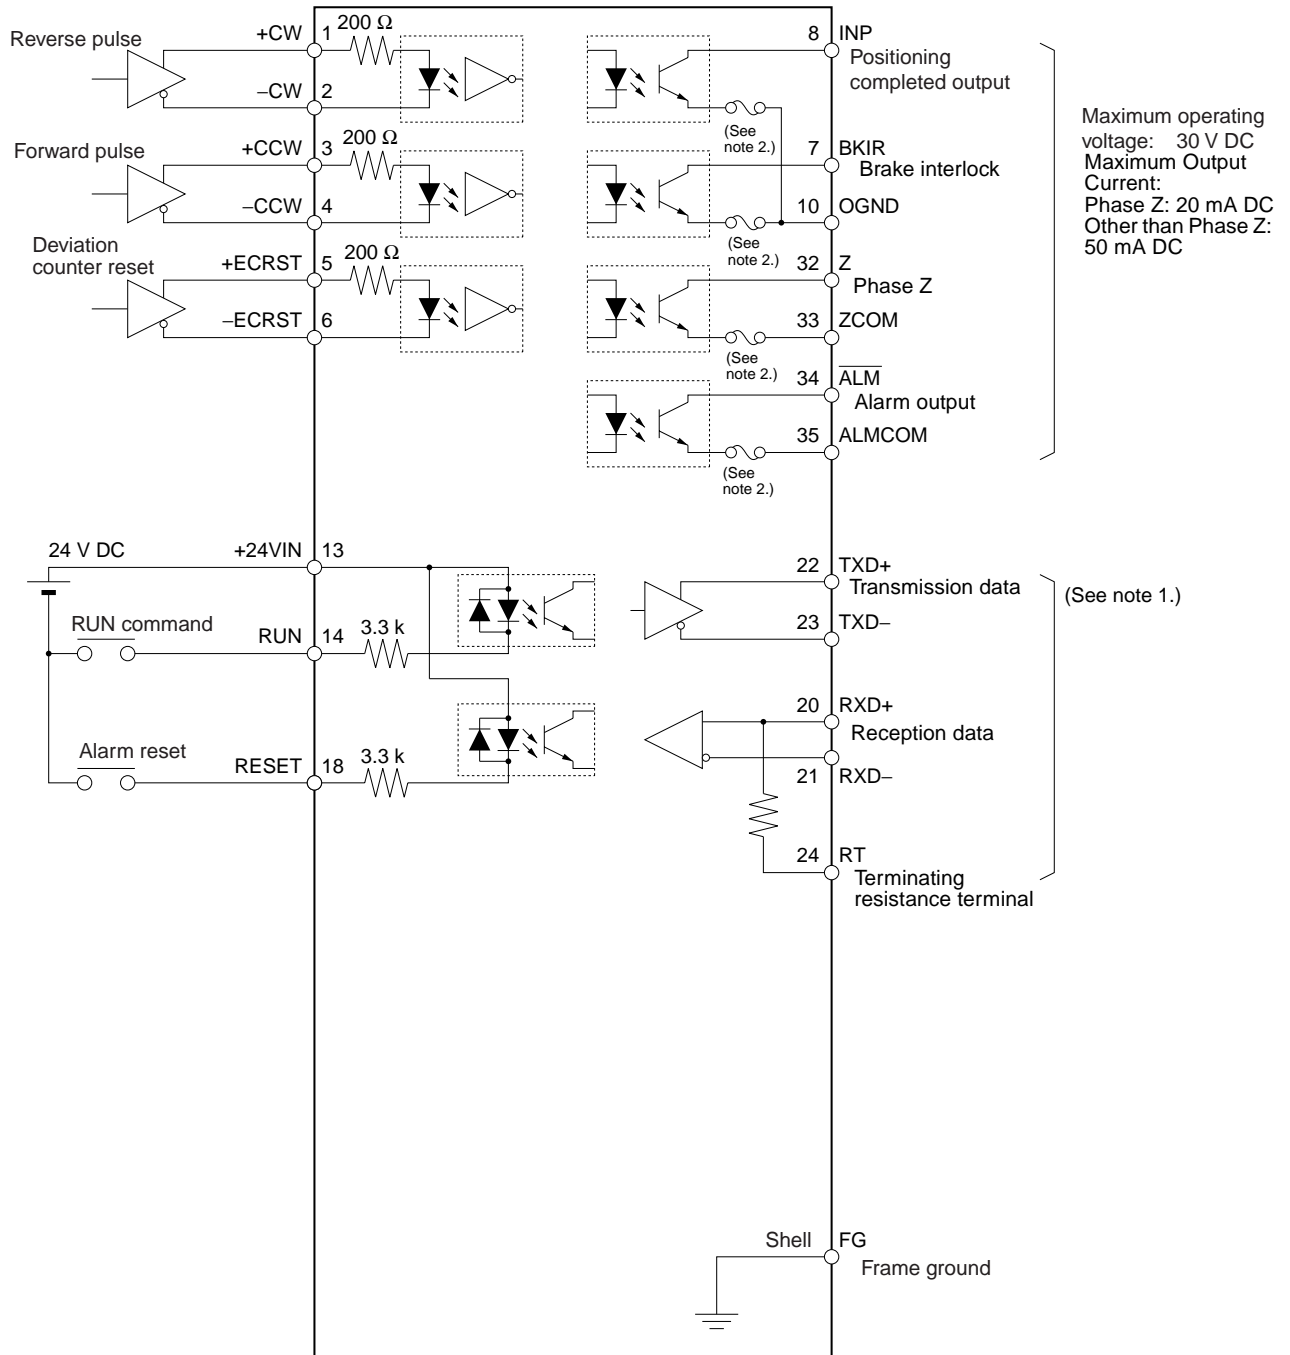 Reverse pulse
+CW 1 200 Ω
−CW 2
Forward pulse
+CCW 3 200 Ω
−CCW 4
Deviation
counter reset
+ECRST 5 200 Ω
−ECRST 6
8 INP
Positioning
completed output
(See
note 2.)
7 BKIR
Brake interlock
10 OGND
(See
note 2.)
32 Z
Phase Z
33 ZCOM
(See
note 2.)
34 ALM
Alarm output
35 ALMCOM
(See
note 2.)
Maximum operating
voltage: 30 V DC
Maximum Output
Current:
Phase Z: 20 mA DC
Other than Phase Z:
50 mA DC
24 V DC
+24VIN 13
RUN command
RUN 14 3.3 k
Alarm reset
RESET 18 3.3 k
22 TXD+
Transmission data
23 TXD−
20 RXD+
Reception data
21 RXD−
24 RT
Terminating
resistance terminal
(See note 1.)
Shell FG
Frame ground